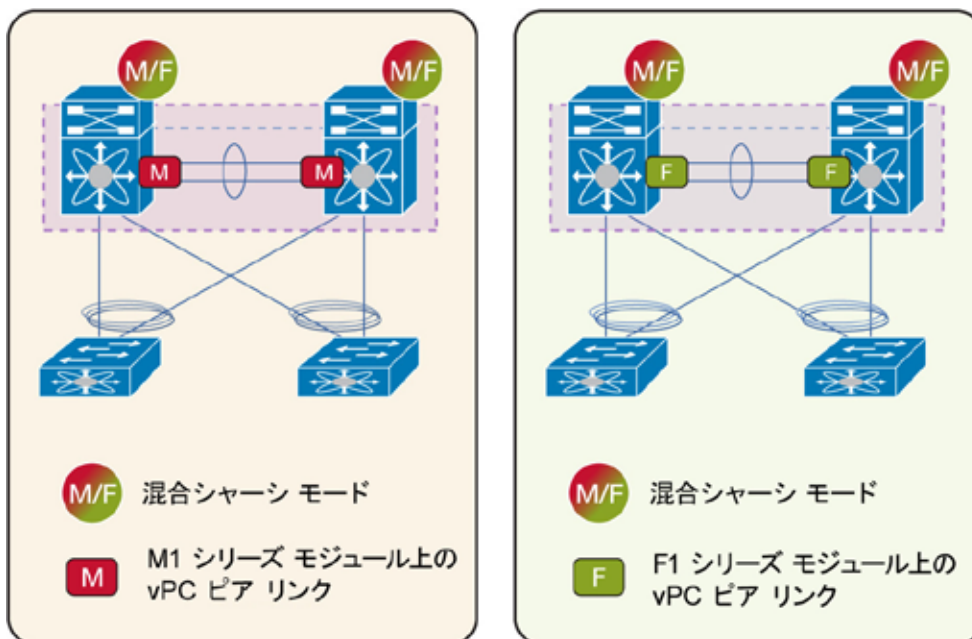 M/F
M/F
M
M
M/F 混合シャーシ モード
M M1 シリーズ モジュール上の
vPC ピア リンク
M/F
M/F
F
F
M/F 混合シャーシ モード
F F1 シリーズ モジュール上の
vPC ピア リンク